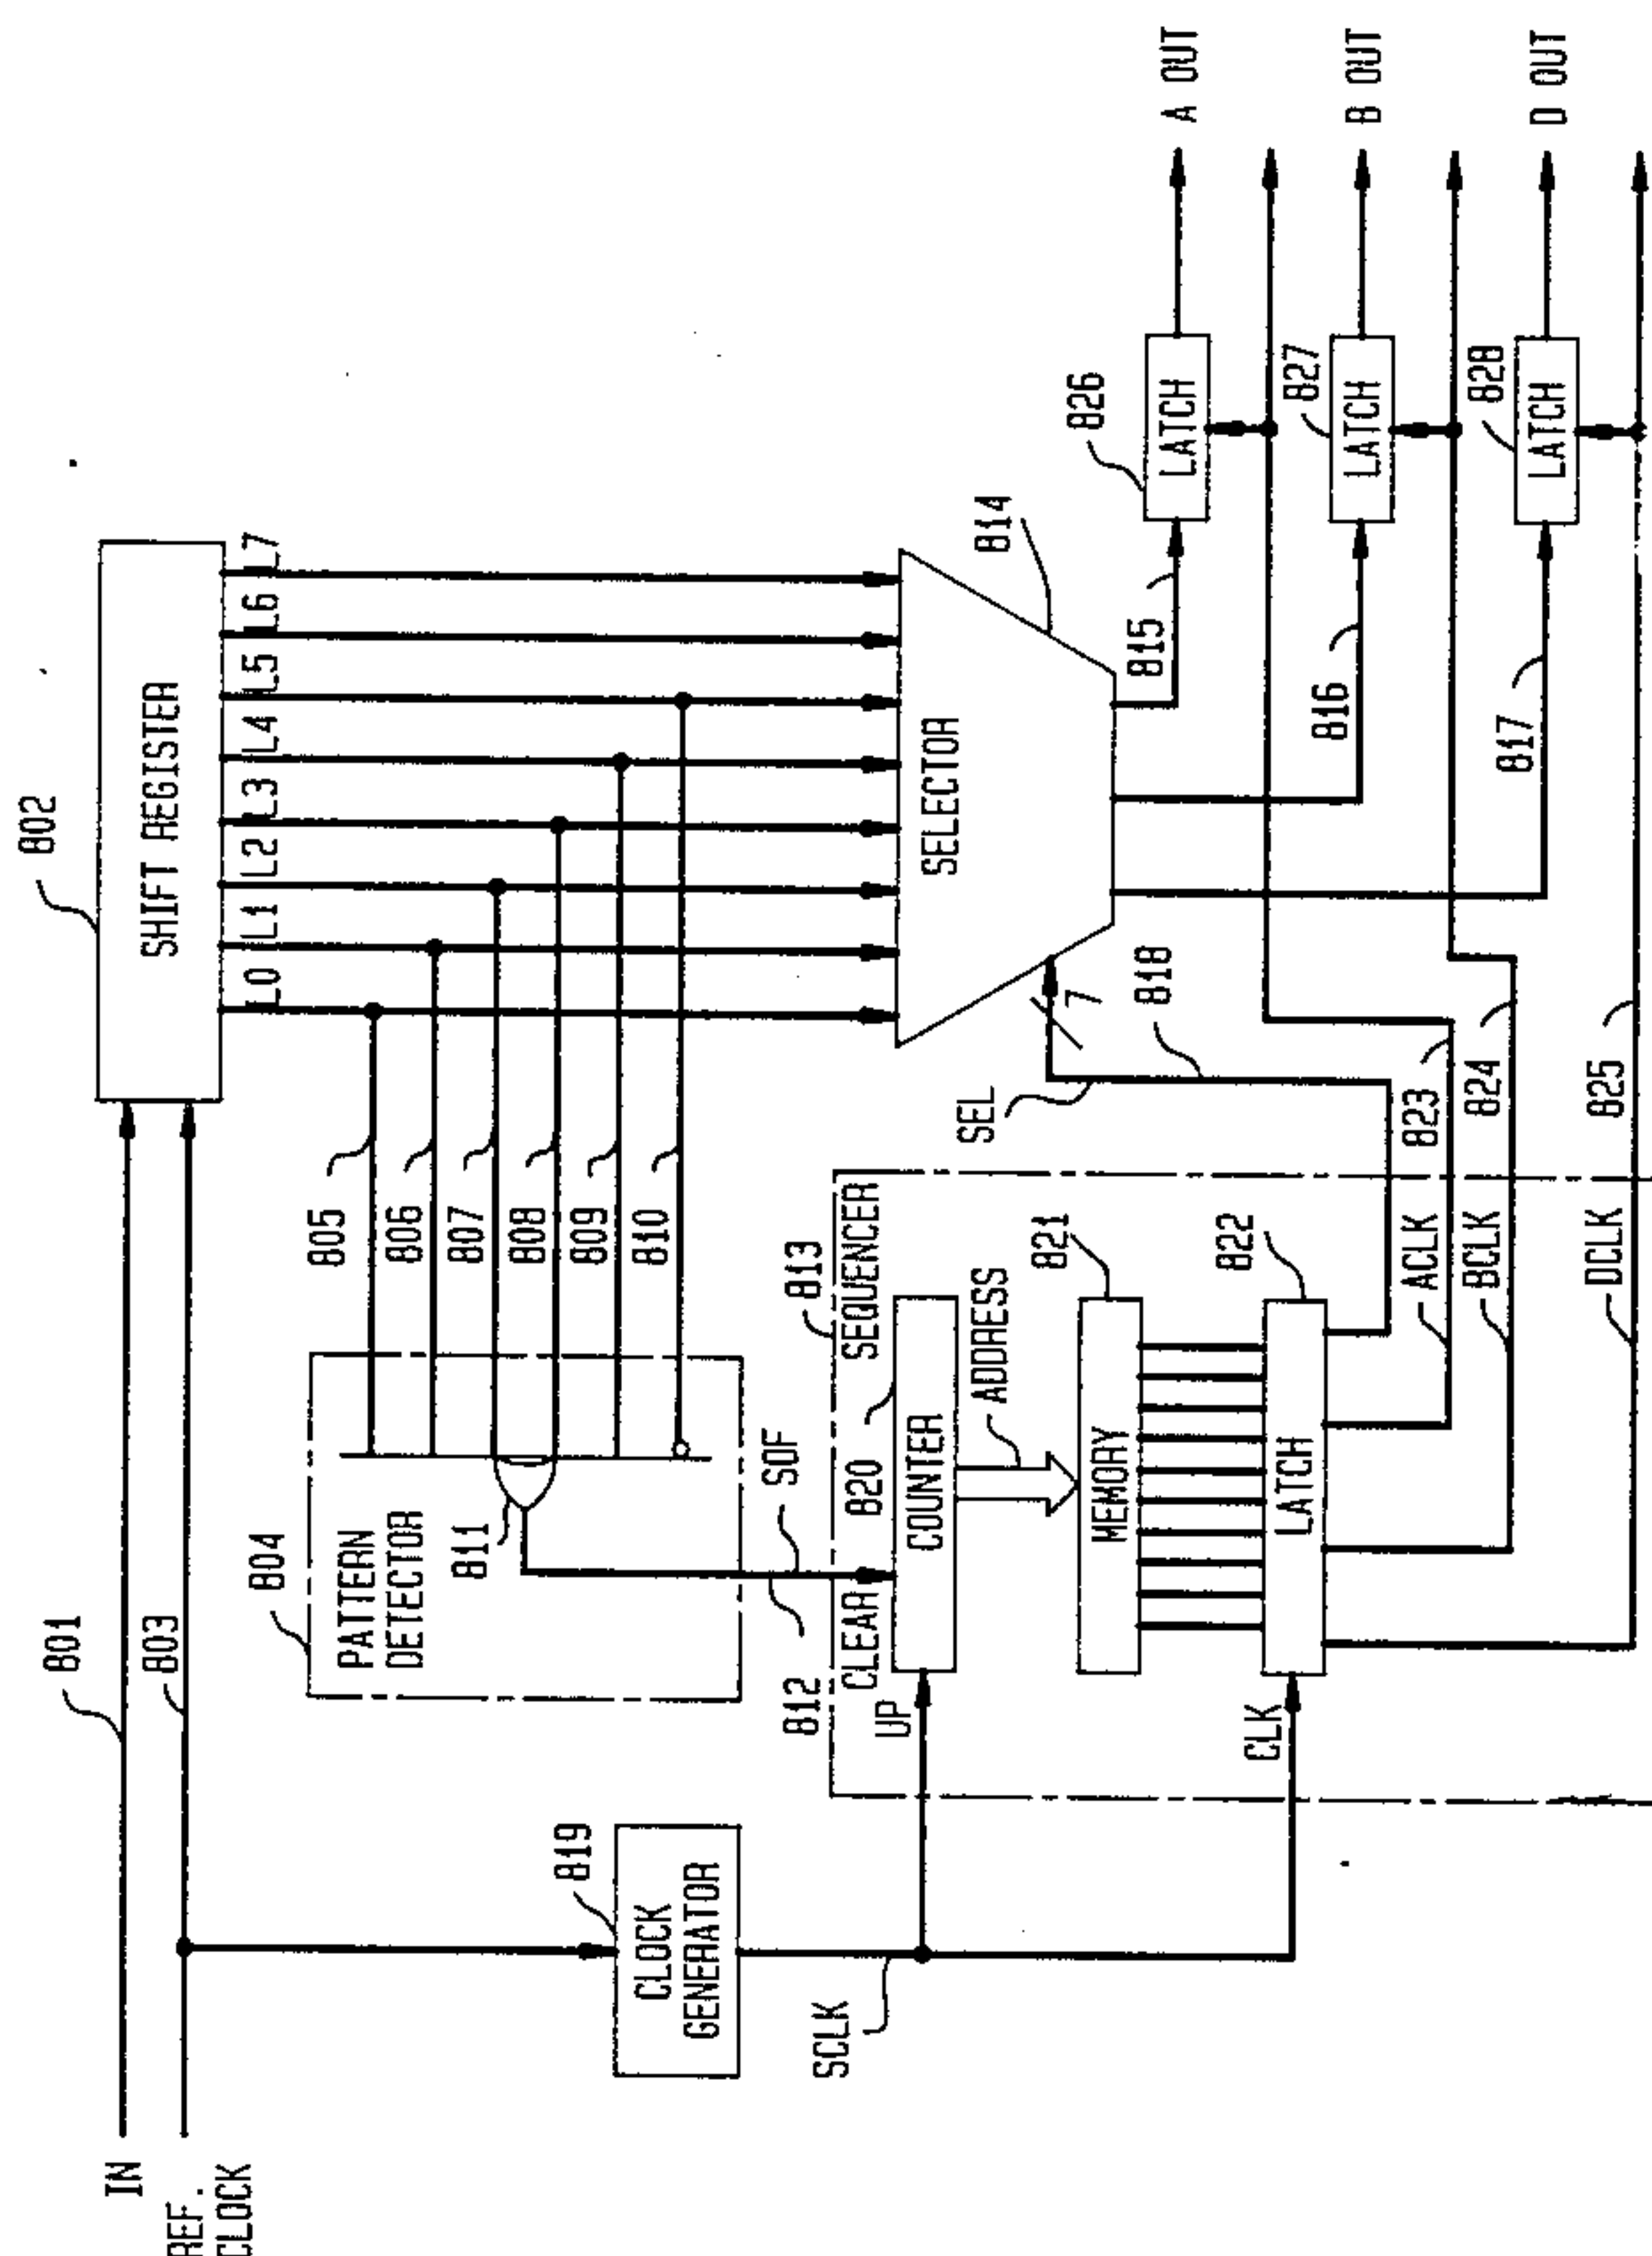 IN
801
802
SHIFT REGISTER
REF.
CLOCK
803
L0
L1
L2
L3
L4
L5
L6
L7
804
PATTERN
DETECTOR
805
806
807
808
809
810
811
812
SOF
CLOCK
GENERATOR
819
SCLK
813
SEQUENCER
CLEAR
UP
820
COUNTER
ADDRESS
821
MEMORY
822
LATCH
CLK
SEL
7
818
SELECTOR
814
815
816
817
ACLK
823
BCLK
824
DCLK
825
826
LATCH
A OUT
827
LATCH
B OUT
828
LATCH
D OUT